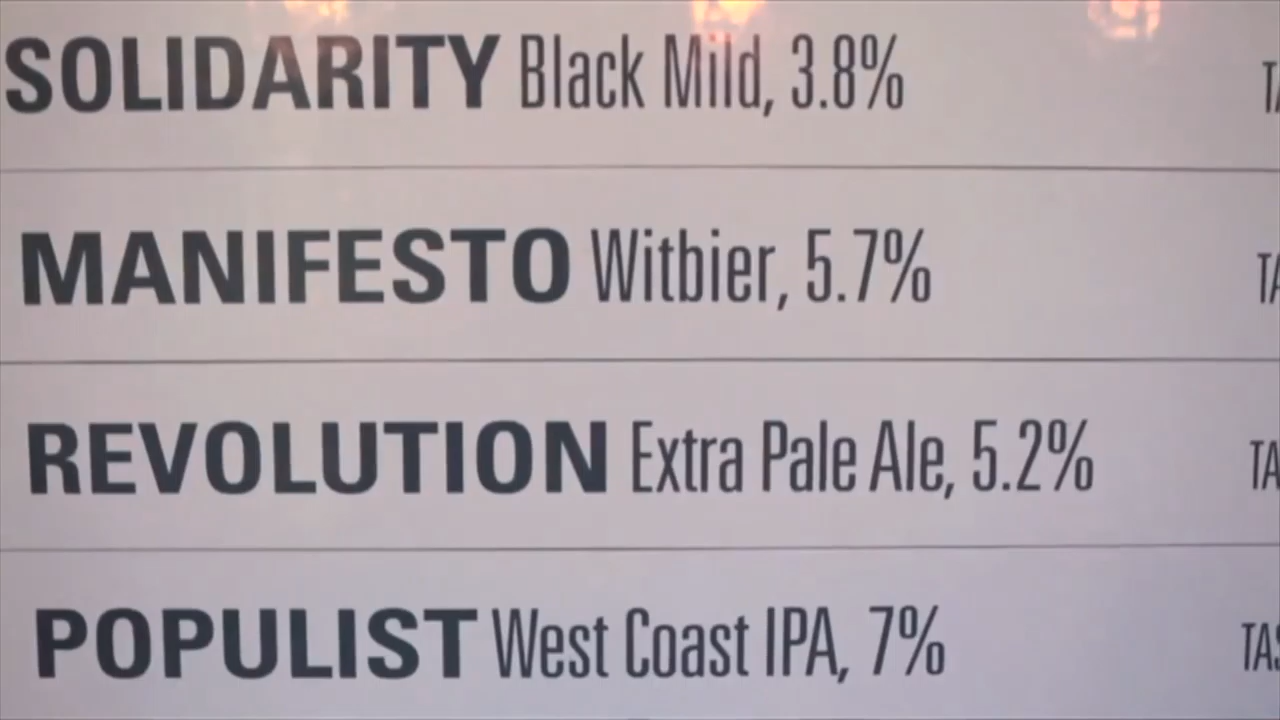 SOLIDARITY Black Mild, 3.8%
MANIFESTO Witbier, 5.7%
REVOLUTION Extra Pale Ale, 5.2%
POPULIST West Coast IPA, 7%